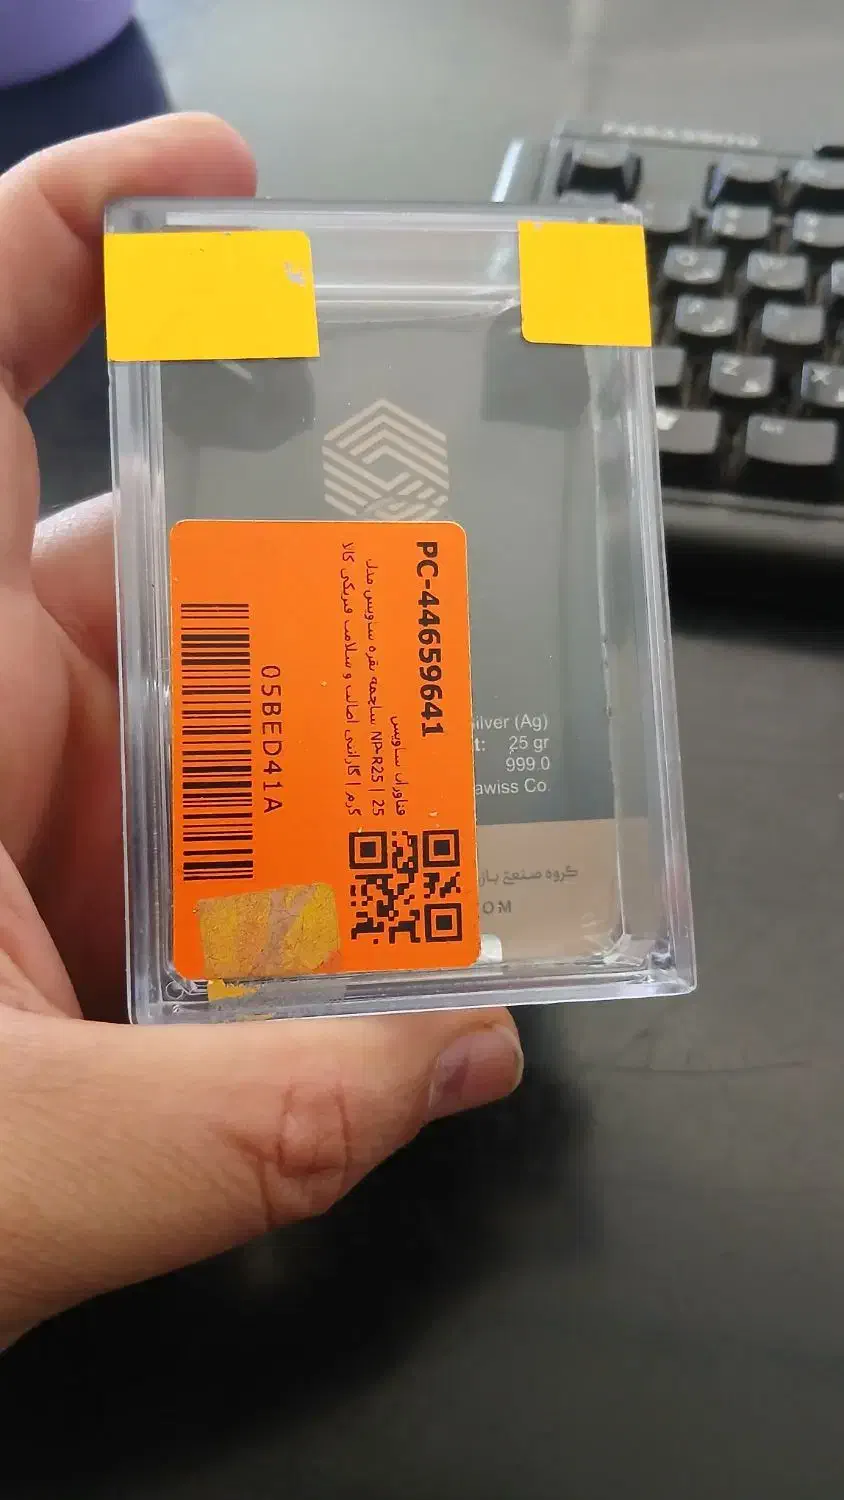 PC-44659641
فناوران ساویس
ساچمه نقره ساویس مدل NP-R25 | 25
گرم | گارانتی اصالت و سلامت فیزیکی کالا
05BED41A
Silver (Ag)
t: 25 gr
999.0
awiss Co.
گروه صنعتی
OM